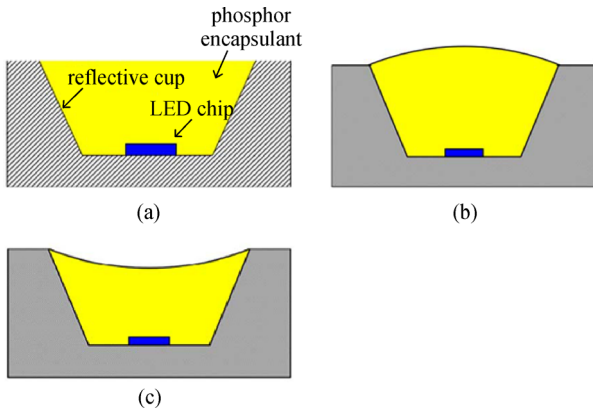 phosphor
encapsulant
reflective cup
LED chip
(a)
(b)
(c)